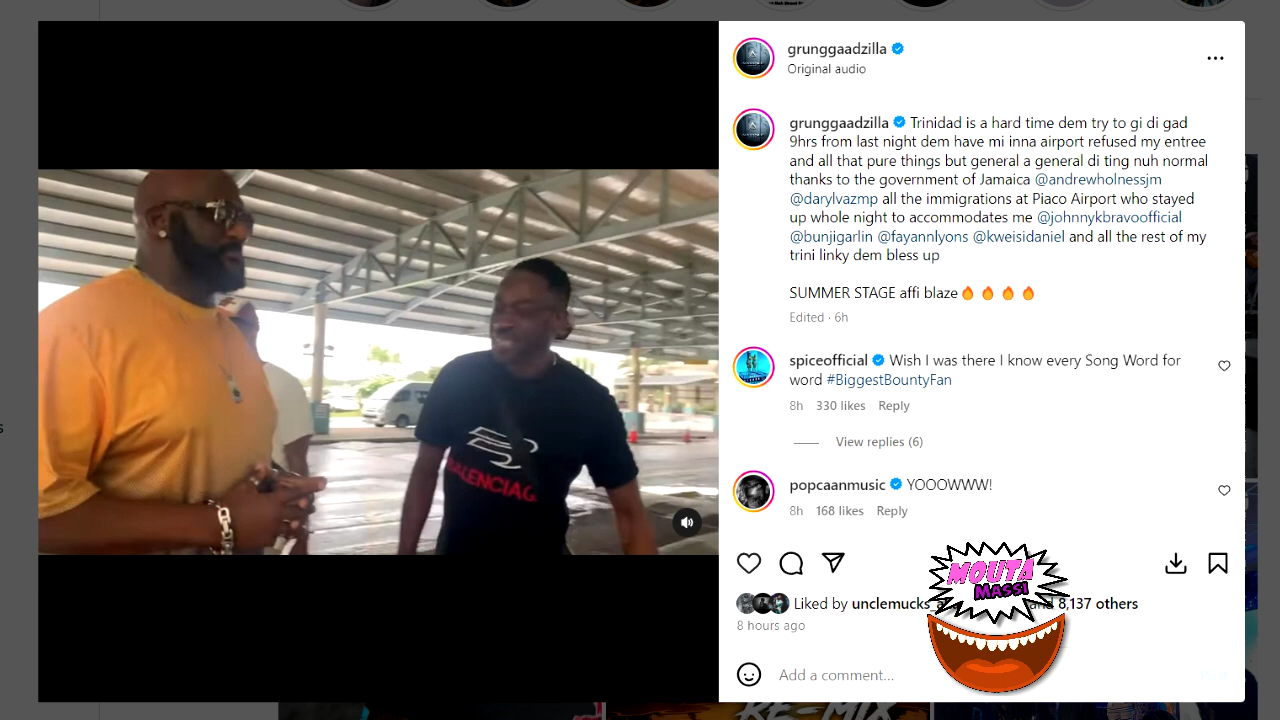 grunggaadzilla
Original audio
grunggaadzilla Trinidad is a hard time dem try to gi di gad
9hrs from last night dem have mi inna airport refused my entree
and all that pure things but general a general di ting nuh normal
thanks to the government of Jamaica @andrewholnessjm
@darylvazmp all the immigrations at Piaco Airport who stayed
up whole night to accommodates me @johnnykbravoofficial
@bunjigarlin @fayannlyons @kweisidaniel and all the rest of my
trini linky dem bless up
SUMMER STAGE affi blaze🔥 🔥 🔥 🔥
Edited · 6h
spiceofficial Wish I was there I know every Song Word for
word #BiggestBountyFan
8h 330 likes Reply
View replies (6)
popcaanmusic YOOOWWW!
8h 168 likes Reply
MOUTA
MASSI
Liked by unclemucks_a and 8,137 others
8 hours ago
Add a comment...
BALENCIAG
RE-MIX